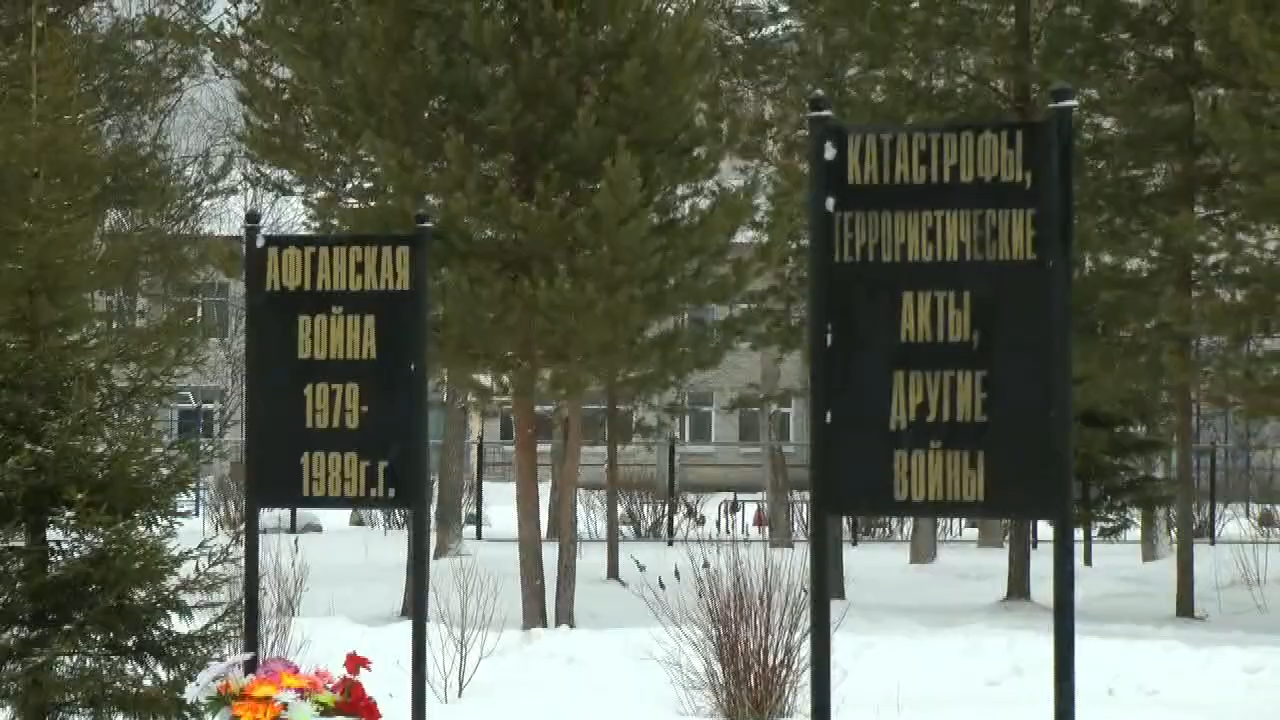 АФГАНСКАЯ
ВОЙНА
1979-
1989г.г.
КАТАСТРОФЫ,
ТЕРРОРИСТИЧЕСКИЕ
АКТЫ,
ДРУГИЕ
ВОЙНЫ